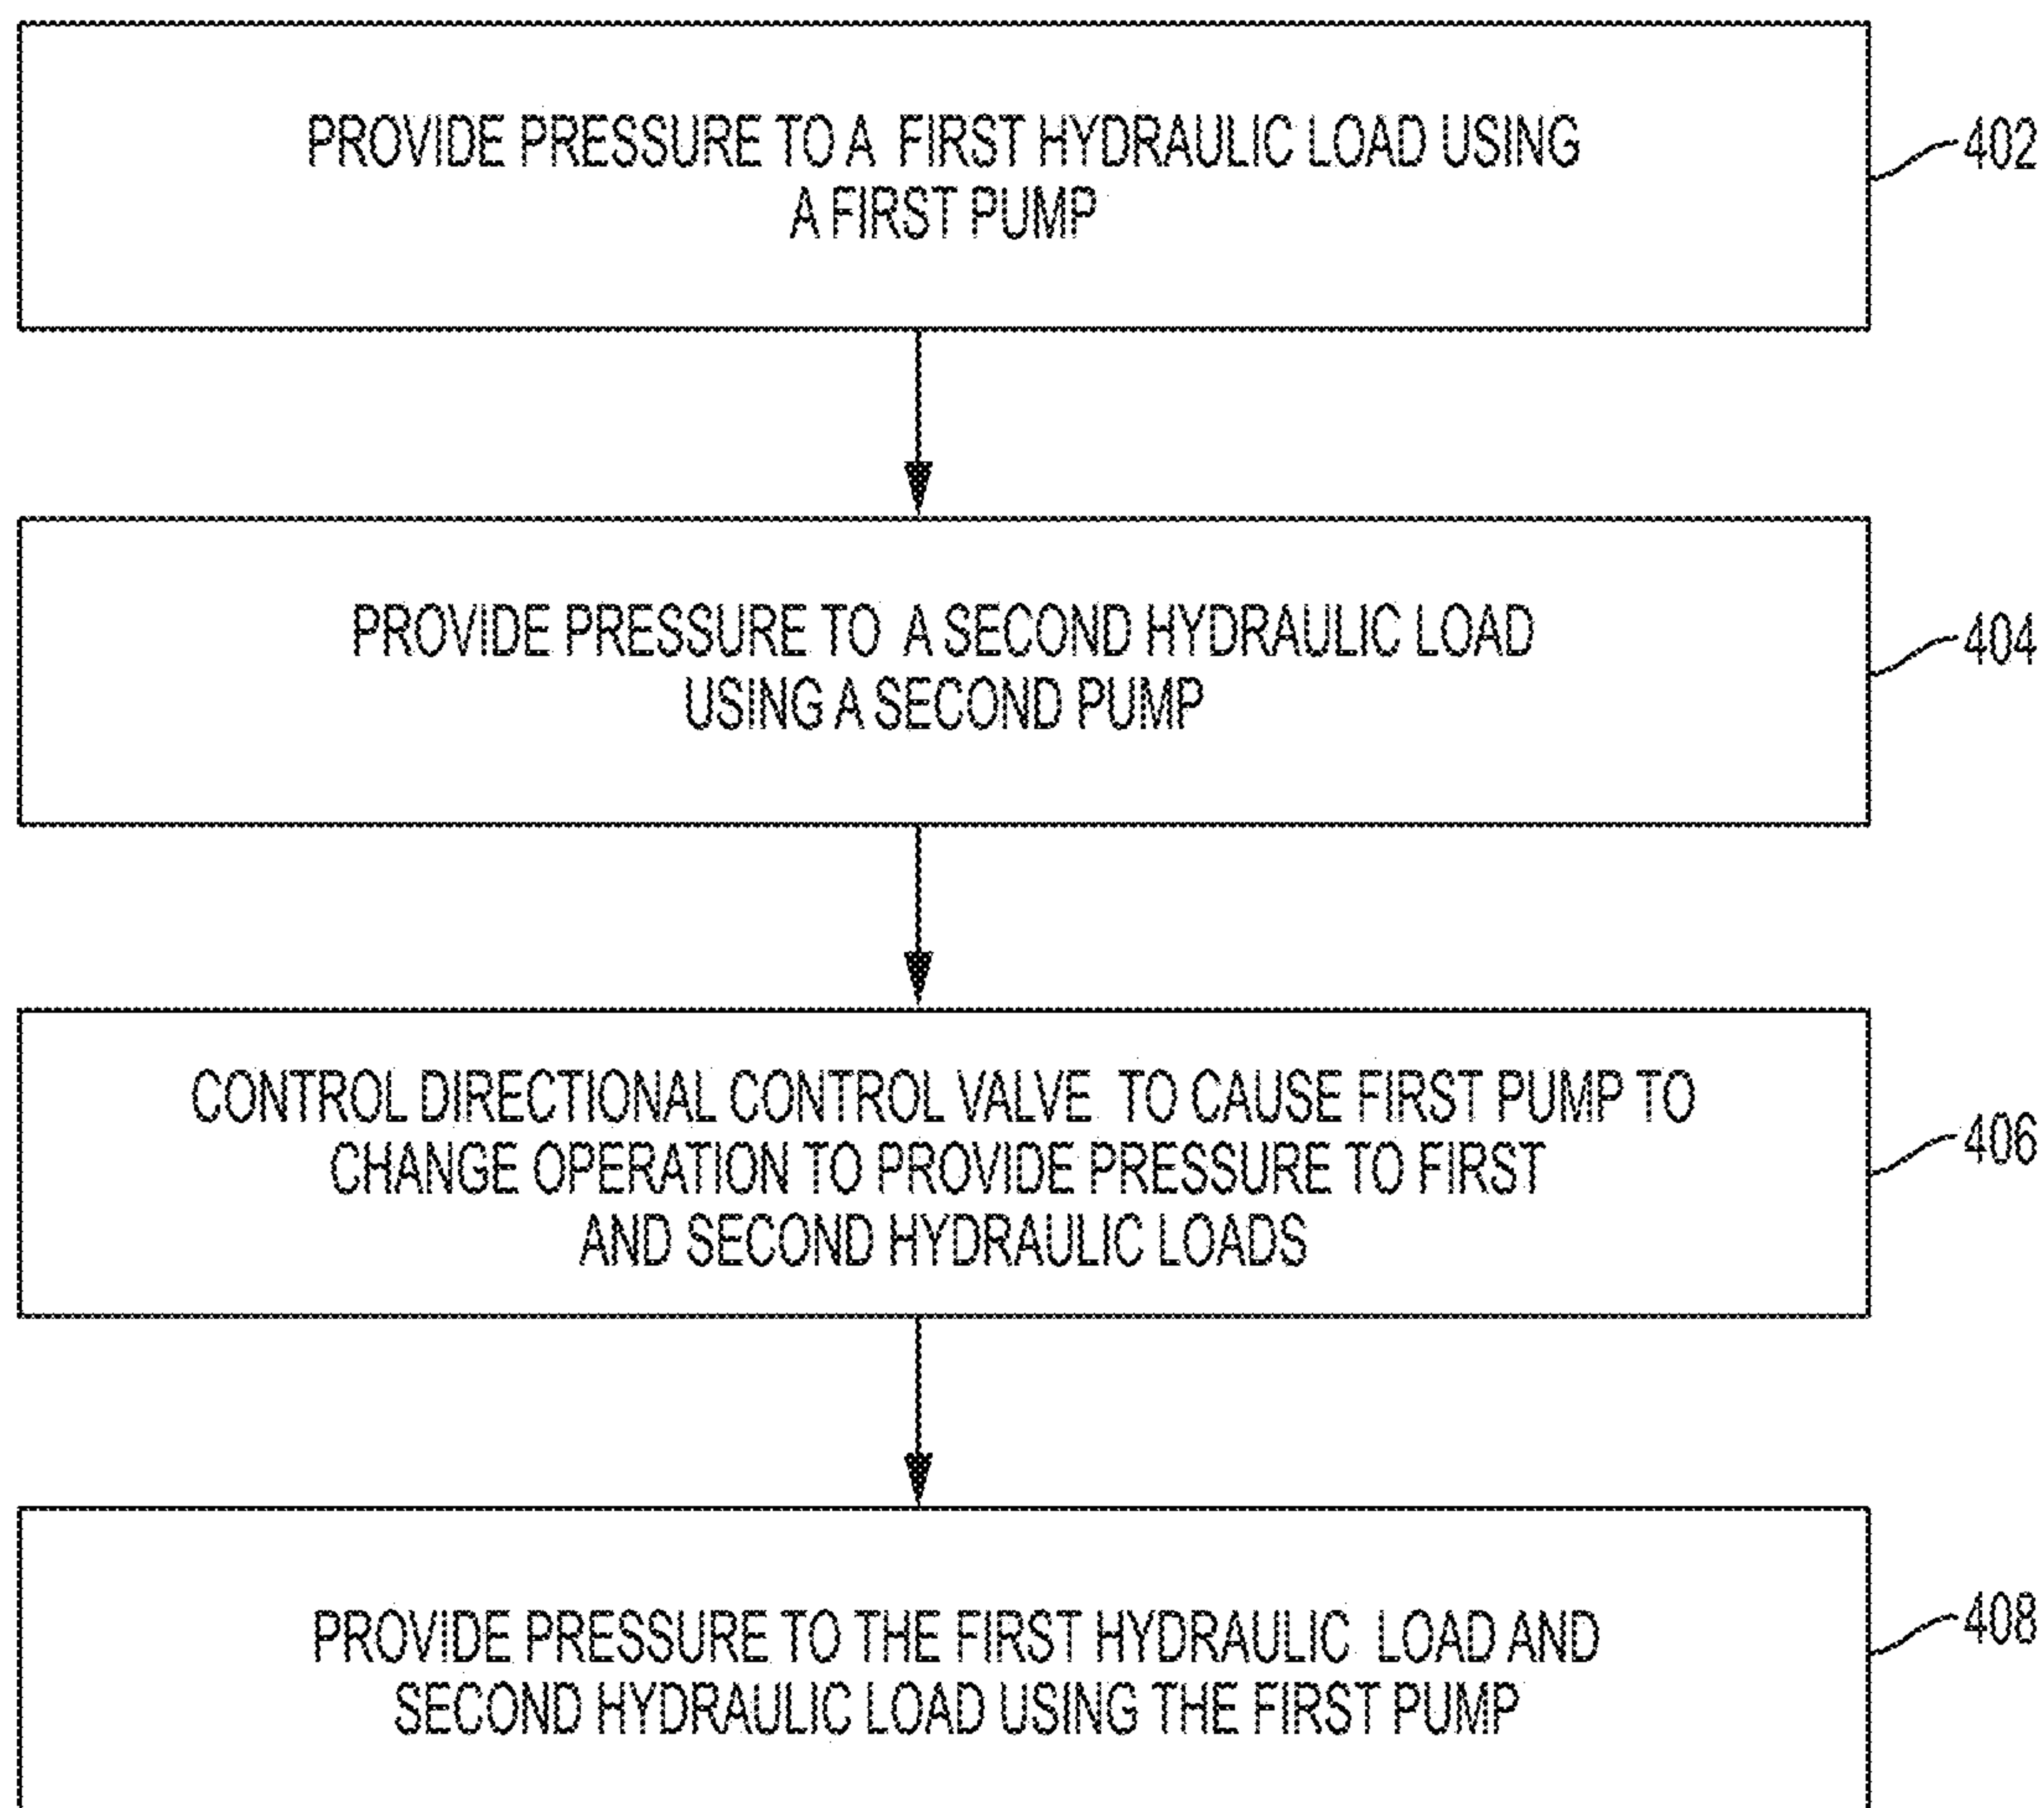 PROVIDE PRESSURE TO A FIRST HYDRAULIC LOAD USING
A FIRST PUMP
402
PROVIDE PRESSURE TO A SECOND HYDRAULIC LOAD
USING A SECOND PUMP
404
CONTROL DIRECTIONAL CONTROL VALVE TO CAUSE FIRST PUMP TO
CHANGE OPERATION TO PROVIDE PRESSURE TO FIRST
AND SECOND HYDRAULIC LOADS
406
PROVIDE PRESSURE TO THE FIRST HYDRAULIC LOAD AND
SECOND HYDRAULIC LOAD USING THE FIRST PUMP
408